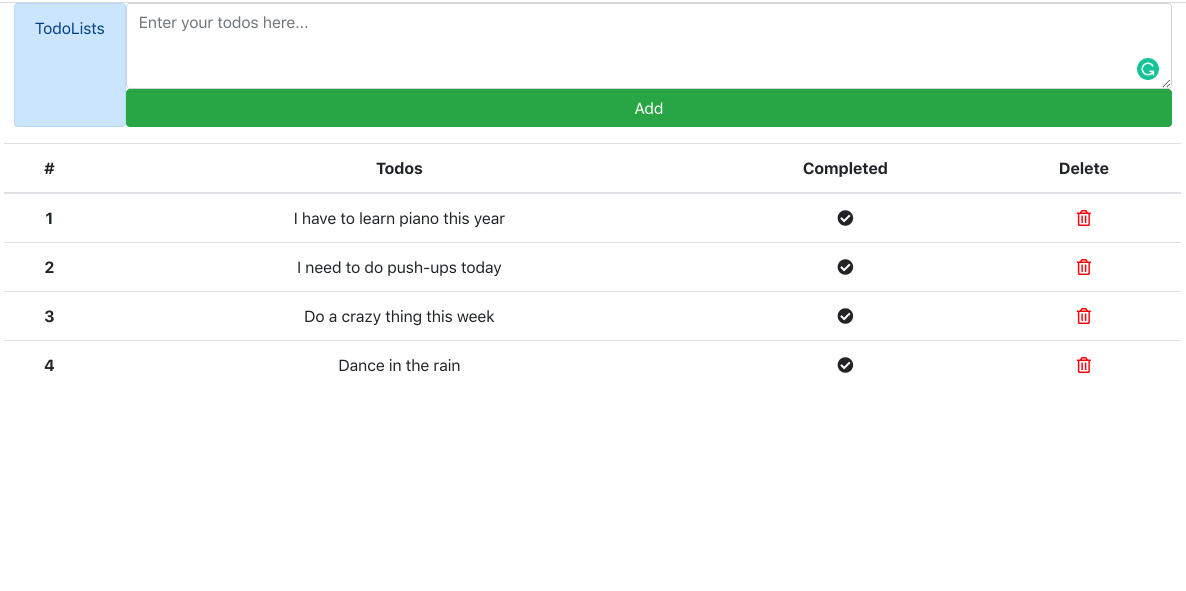 TodoLists
Enter your todos here...
Add
# Todos Completed Delete
1 I have to learn piano this year
2 I need to do push-ups today
3 Do a crazy thing this week
4 Dance in the rain